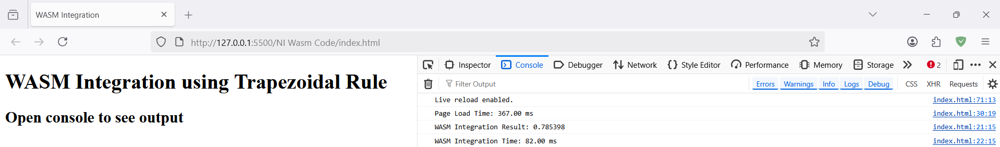 WASM Integration
http://127.0.0.1:5500/NI Wasm Code/index.html
WASM Integration using Trapezoidal Rule
Open console to see output
Inspector Console Debugger Network Style Editor Performance Memory Storage 2
Filter Output Errors Warnings Info Logs Debug CSS XHR Requests
Live reload enabled. index.html:71:13
Page Load Time: 367.00 ms index.html:30:19
WASM Integration Result: 0.785398 index.html:21:15
WASM Integration Time: 82.00 ms index.html:22:15